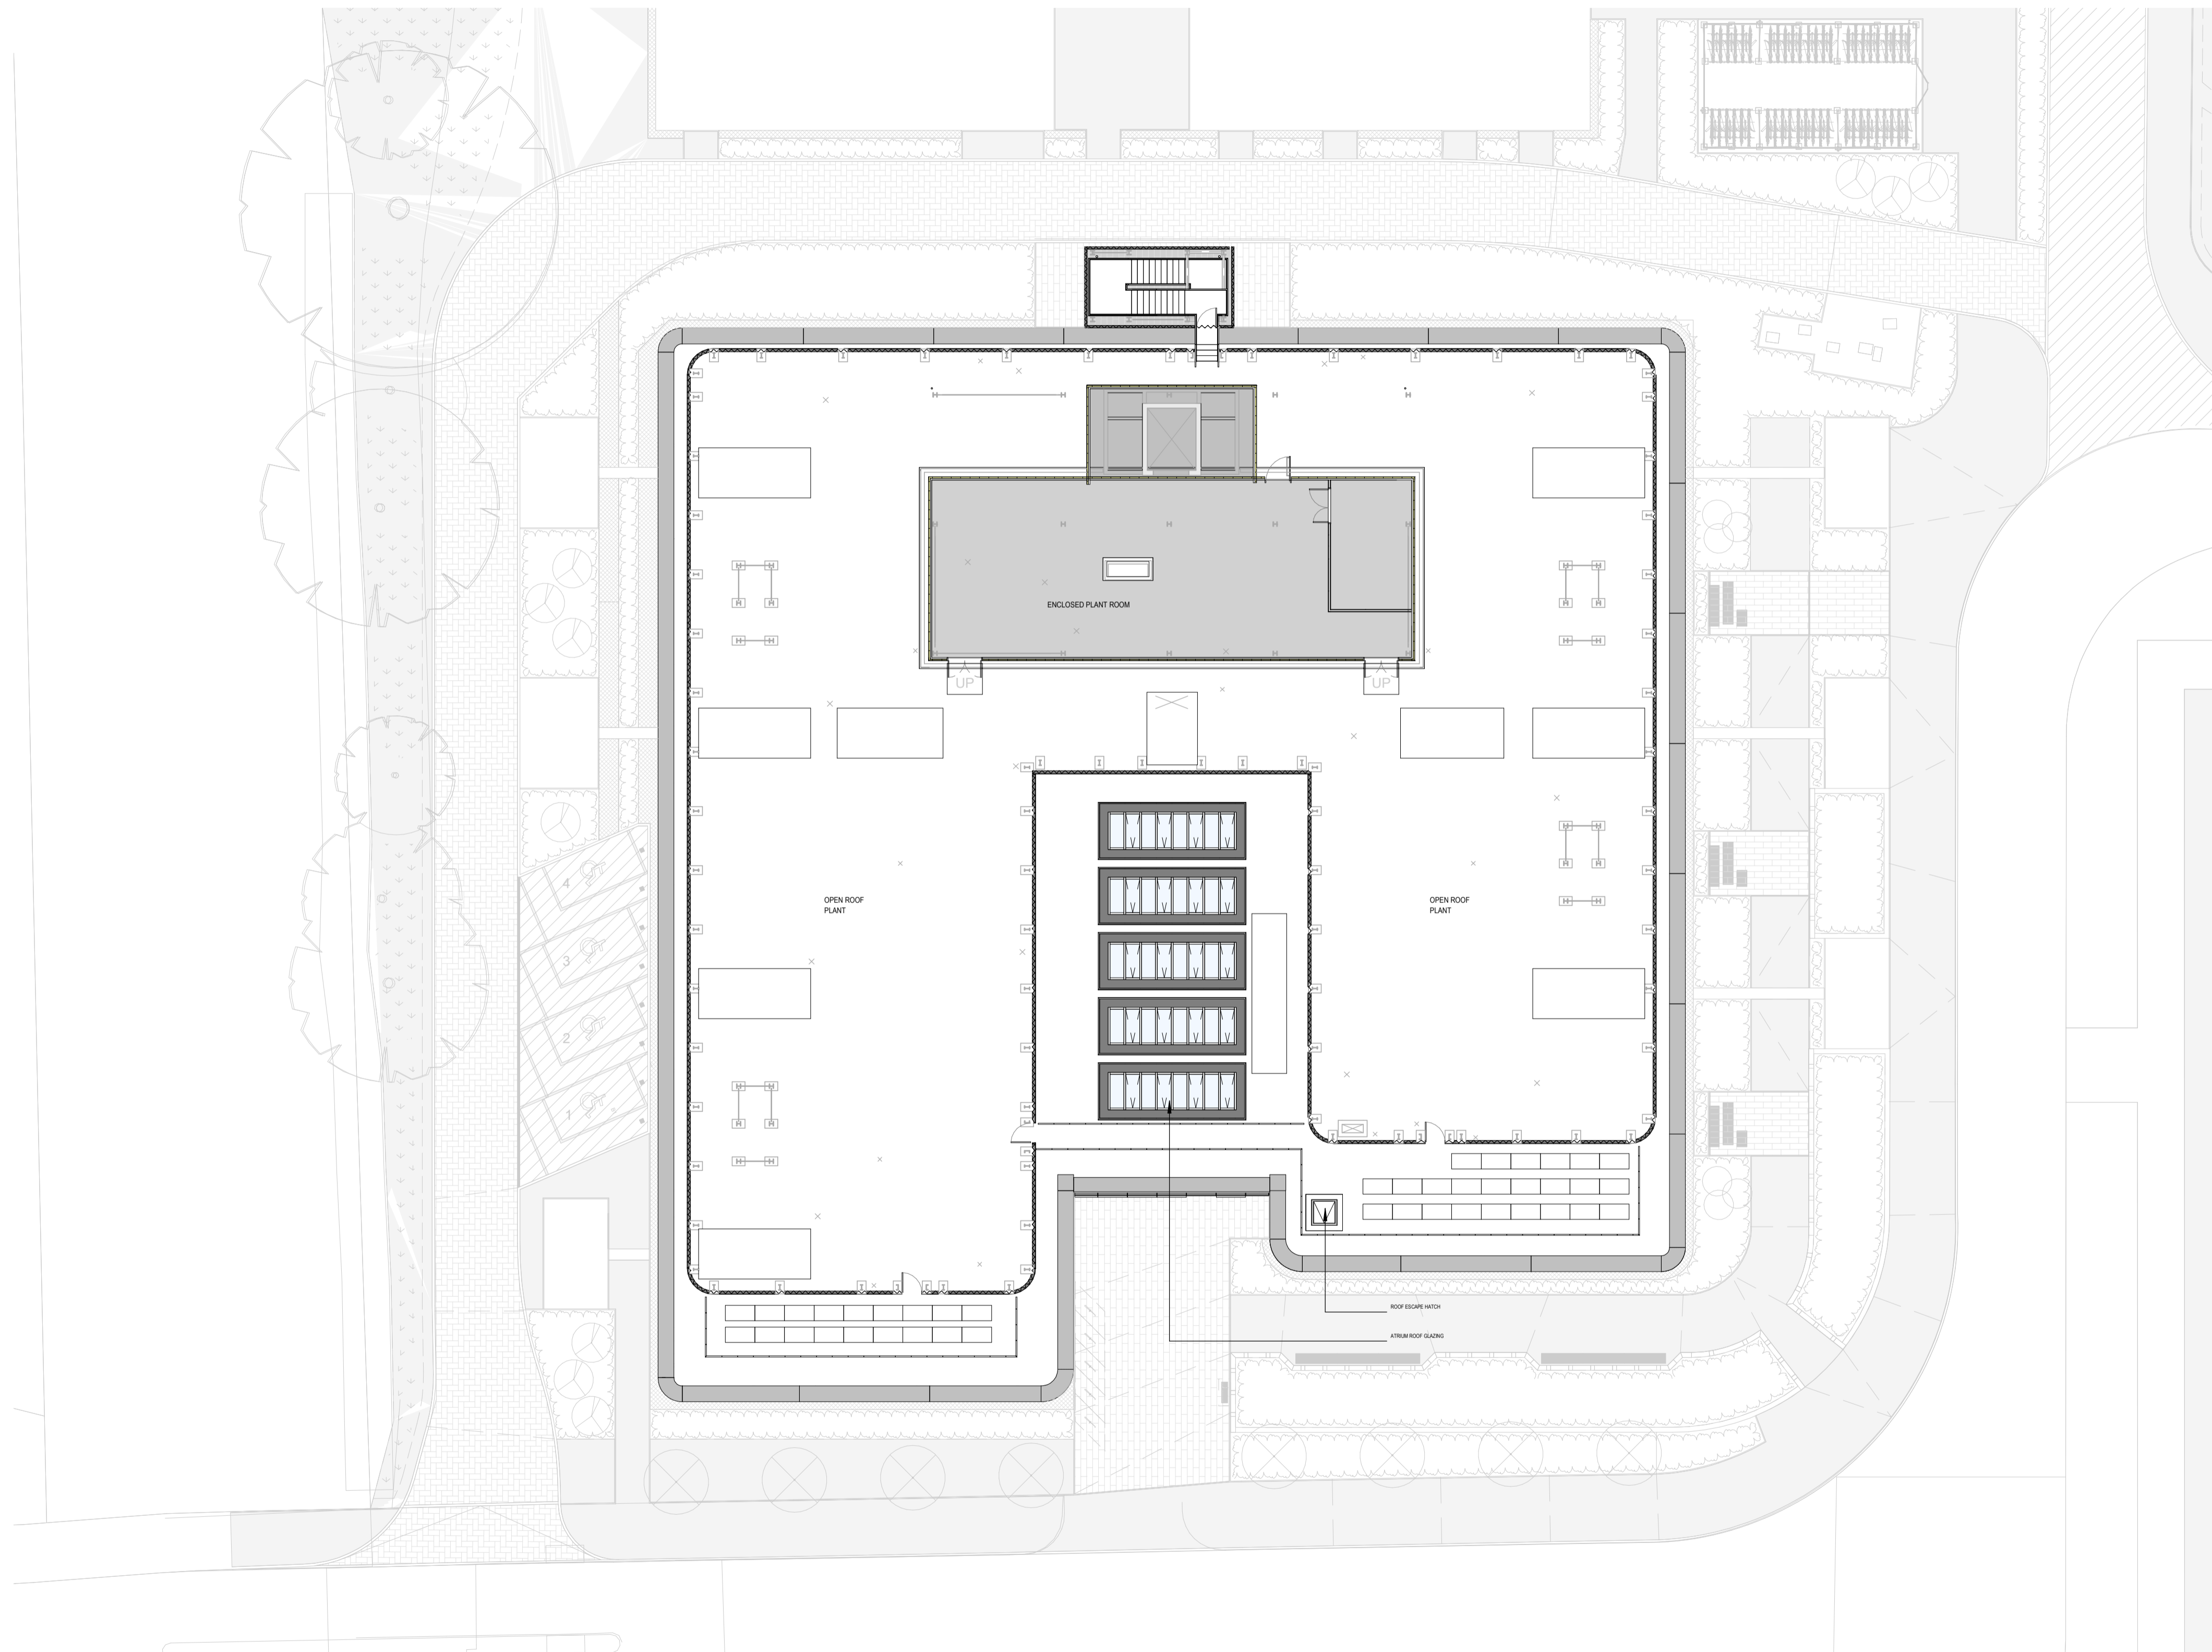 ENCLOSED PLANT ROOM
UP
UP
OPEN ROOF
PLANT
OPEN ROOF
PLANT
4
3
2
1
ROOF ESCAPE HATCH
ATRIUM ROOF GLAZING